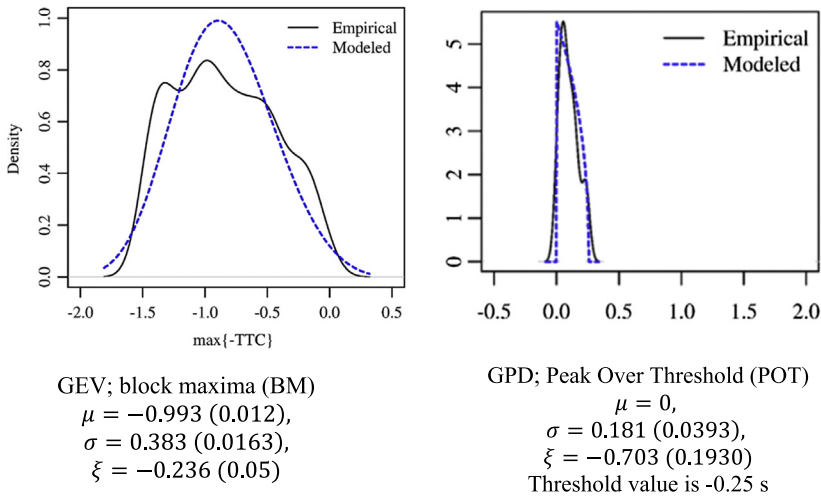 Empirical
Modeled
Density
0.0
0.2
0.4
0.6
0.8
1.0
-2.0 -1.5 -1.0 -0.5 0.0 0.5
max{-TTC}
GEV; block maxima (BM)
μ = −0.993 (0.012),
σ = 0.383 (0.0163),
ξ = −0.236 (0.05)
Empirical
Modeled
0
1
2
3
4
5
-0.5 0.0 0.5 1.0 1.5 2.0
GPD; Peak Over Threshold (POT)
μ = 0,
σ = 0.181 (0.0393),
ξ = −0.703 (0.1930)
Threshold value is -0.25 s